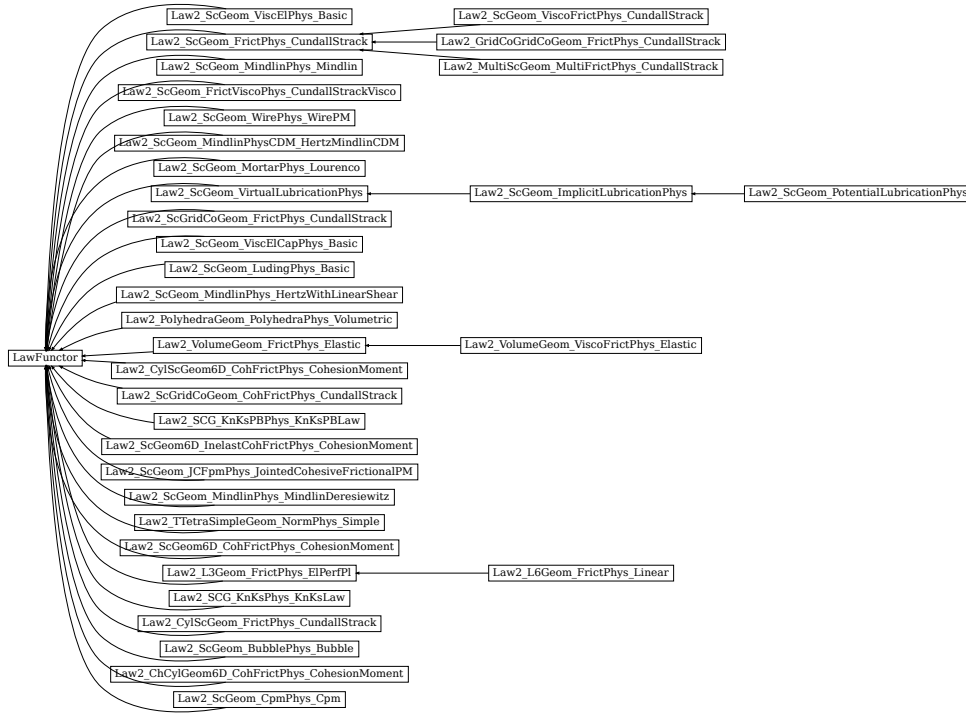 Law2_ScGeom_ViscElPhys_Basic
Law2_ScGeom_ViscoFrictPhys_CundallStrack
Law2_ScGeom_FrictPhys_CundallStrack
Law2_GridCoGridCoGeom_FrictPhys_CundallStrack
Law2_ScGeom_MindlinPhys_Mindlin
Law2_MultiScGeom_MultiFrictPhys_CundallStrack
Law2_ScGeom_FrictViscoPhys_CundallStrackVisco
Law2_ScGeom_WirePhys_WirePM
Law2_ScGeom_MindlinPhysCDM_HertzMindlinCDM
Law2_ScGeom_MortarPhys_Lourenco
Law2_ScGeom_VirtualLubricationPhys
Law2_ScGeom_ImplicitLubricationPhys
Law2_ScGeom_PotentialLubricationPhys
Law2_ScGridCoGeom_FrictPhys_CundallStrack
Law2_ScGeom_ViscElCapPhys_Basic
Law2_ScGeom_LudingPhys_Basic
Law2_ScGeom_MindlinPhys_HertzWithLinearShear
Law2_PolyhedraGeom_PolyhedraPhys_Volumetric
Law2_VolumeGeom_FrictPhys_Elastic
Law2_VolumeGeom_ViscoFrictPhys_Elastic
LawFunctor
Law2_CylScGeom6D_CohFrictPhys_CohesionMoment
Law2_ScGridCoGeom_CohFrictPhys_CundallStrack
Law2_SCG_KnKsPBPhys_KnKsPBLaw
Law2_ScGeom6D_InelastCohFrictPhys_CohesionMoment
Law2_ScGeom_JCFpmPhys_JointedCohesiveFrictionalPM
Law2_ScGeom_MindlinPhys_MindlinDeresiewitz
Law2_TTetraSimpleGeom_NormPhys_Simple
Law2_ScGeom6D_CohFrictPhys_CohesionMoment
Law2_L3Geom_FrictPhys_ElPerfPl
Law2_L6Geom_FrictPhys_Linear
Law2_SCG_KnKsPhys_KnKsLaw
Law2_CylScGeom_FrictPhys_CundallStrack
Law2_ScGeom_BubblePhys_Bubble
Law2_ChCylGeom6D_CohFrictPhys_CohesionMoment
Law2_ScGeom_CpmPhys_Cpm